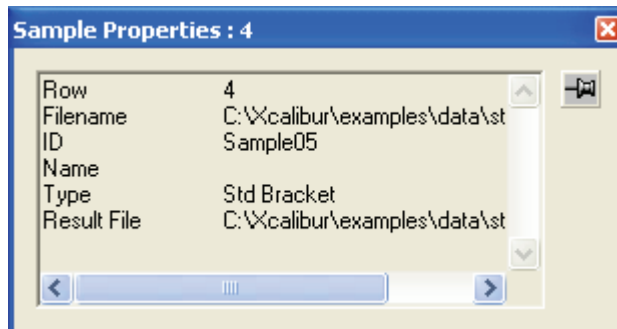 Sample Properties : 4
Row 4
Filename C:\Xcalibur\examples\data\st
ID Sample05
Name
Type Std Bracket
Result File C:\Xcalibur\examples\data\st